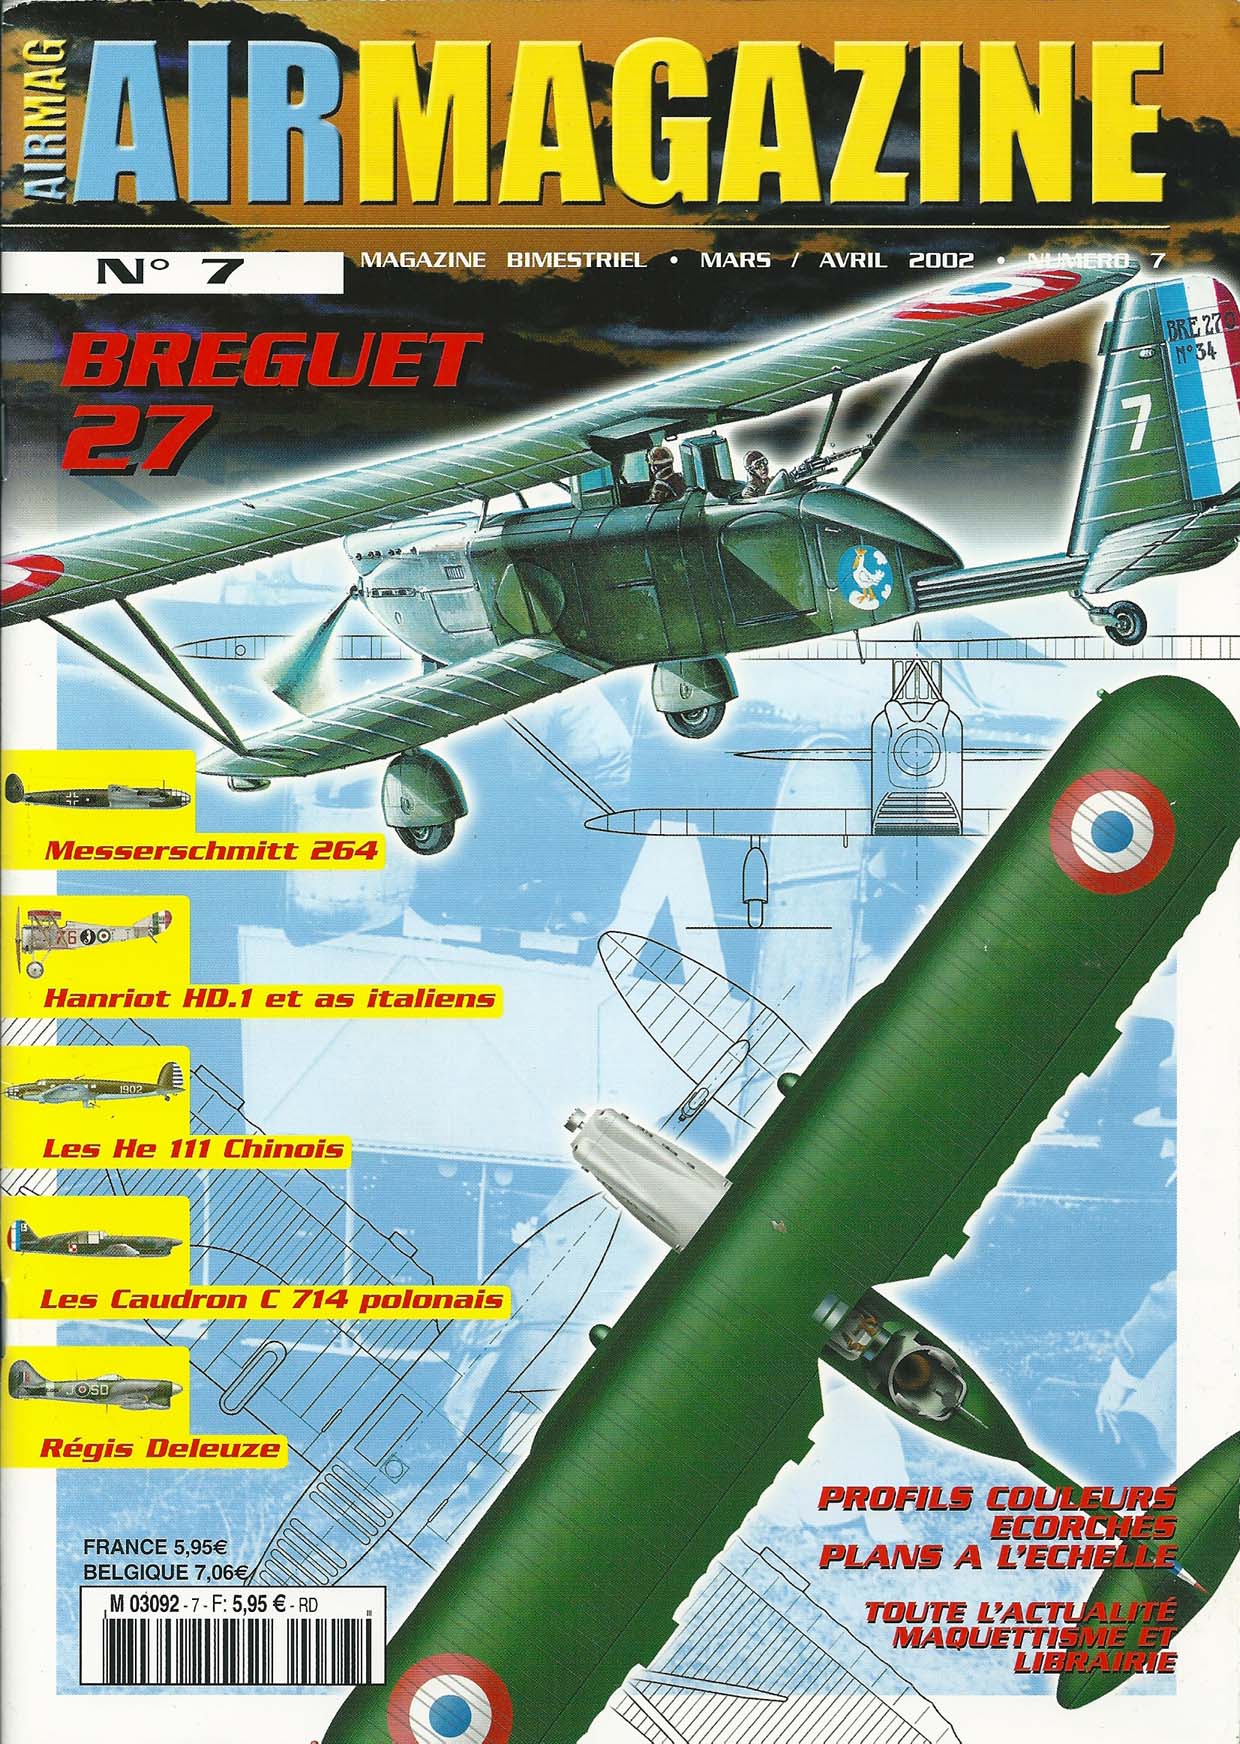 AIRMAG
AIRMAGAZINE
N° 7
MAGAZINE BIMESTRIEL • MARS / AVRIL 2002 • NUMERO 7
BREGUET
27
BRE 270
N° 34
7
Messerschmitt 264
X6
Hanriot HD.1 et as italiens
1902
Les He 111 Chinois
Les Caudron C 714 polonais
J SD
Régis Deleuze
A
PROFILS COULEURS
ECORCHES
PLANS A L'ECHELLE
TOUTE L'ACTUALITÉ
MAQUETTISME ET
LIBRAIRIE
FRANCE 5,95€
BELGIQUE 7,06€
M 03092 - 7 - F: 5,95 € - RD